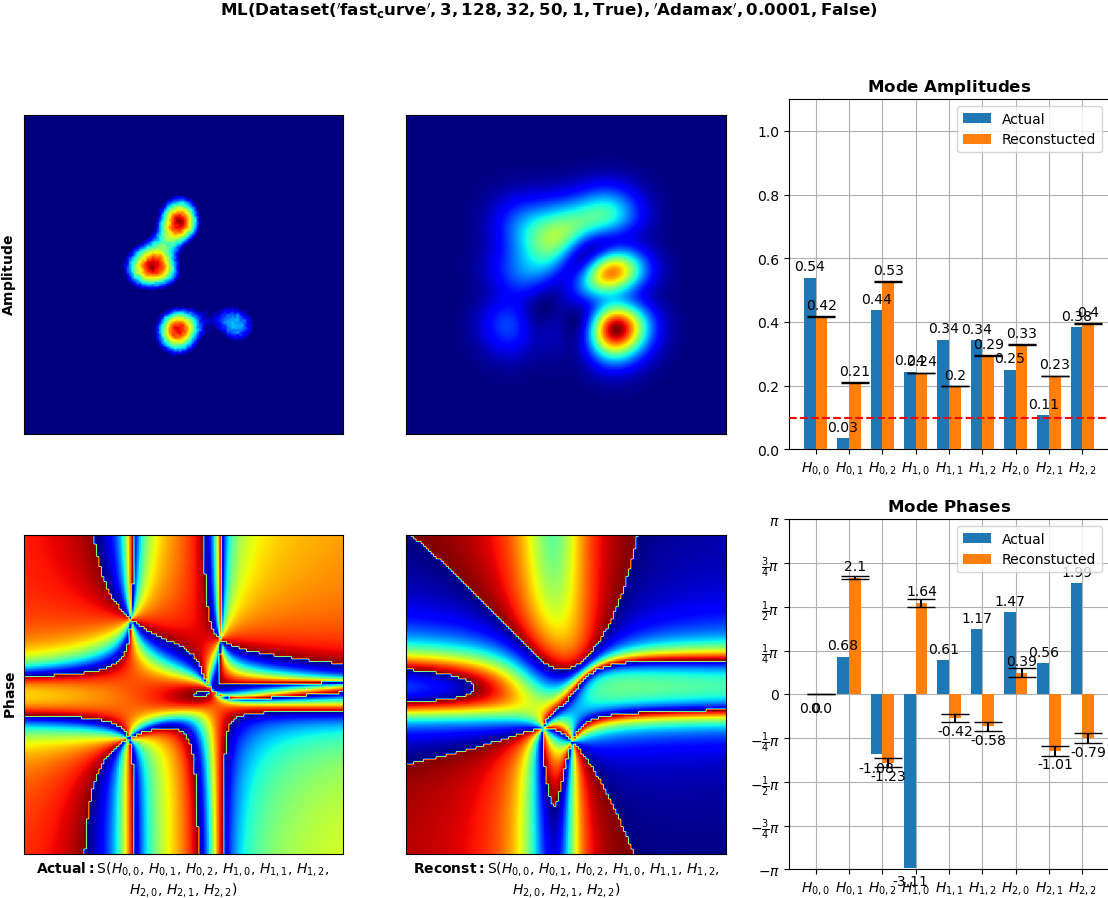 ML(Dataset('fast_curve', 3, 128, 32, 50, 1, True), 'Adamax', 0.0001, False)
Mode Amplitudes
Amplitude
Actual
Reconstucted
1.0
0.8
0.6
0.4
0.2
0.0
0.54
0.42
0.03
0.21
0.44
0.53
0.24
0.24
0.34
0.2
0.34
0.29
0.25
0.33
0.11
0.23
0.38
0.4
H0,0 H0,1 H0,2 H1,0 H1,1 H1,2 H2,0 H2,1 H2,2
Mode Phases
Phase
Actual
Reconstucted
π
3/4π
1/2π
1/4π
0
−1/4π
−1/2π
−3/4π
−π
0.0
0.0
0.68
2.1
-1.08
-1.23
-3.11
1.64
0.61
-0.42
1.17
-0.58
1.47
0.39
0.56
-1.01
1.99
-0.79
H0,0 H0,1 H0,2 H1,0 H1,1 H1,2 H2,0 H2,1 H2,2
Actual: S(H0,0, H0,1, H0,2, H1,0, H1,1, H1,2,
H2,0, H2,1, H2,2)
Reconst: S(H0,0, H0,1, H0,2, H1,0, H1,1, H1,2,
H2,0, H2,1, H2,2)